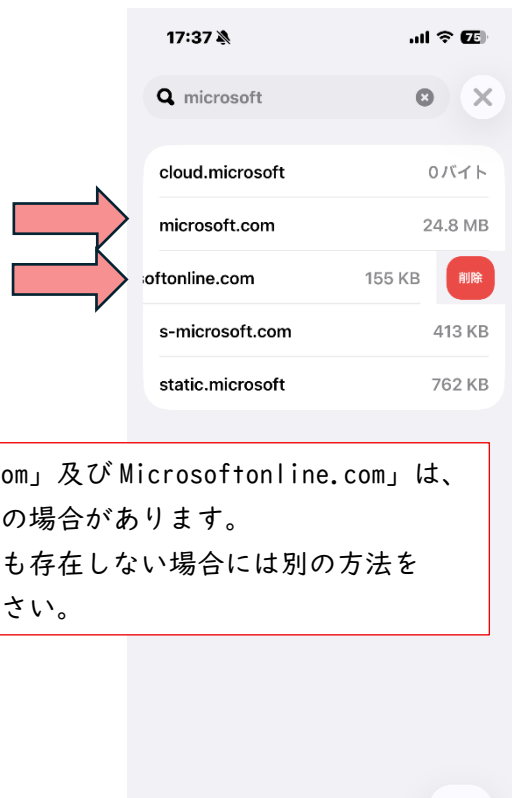 17:37
75
microsoft
cloud.microsoft 0バイト
microsoft.com 24.8 MB
softonline.com 155 KB 削除
s-microsoft.com 413 KB
static.microsoft 762 KB
om」及びMicrosoftonline.com」は、
の場合があります。
も存在しない場合には別の方法を
さい。